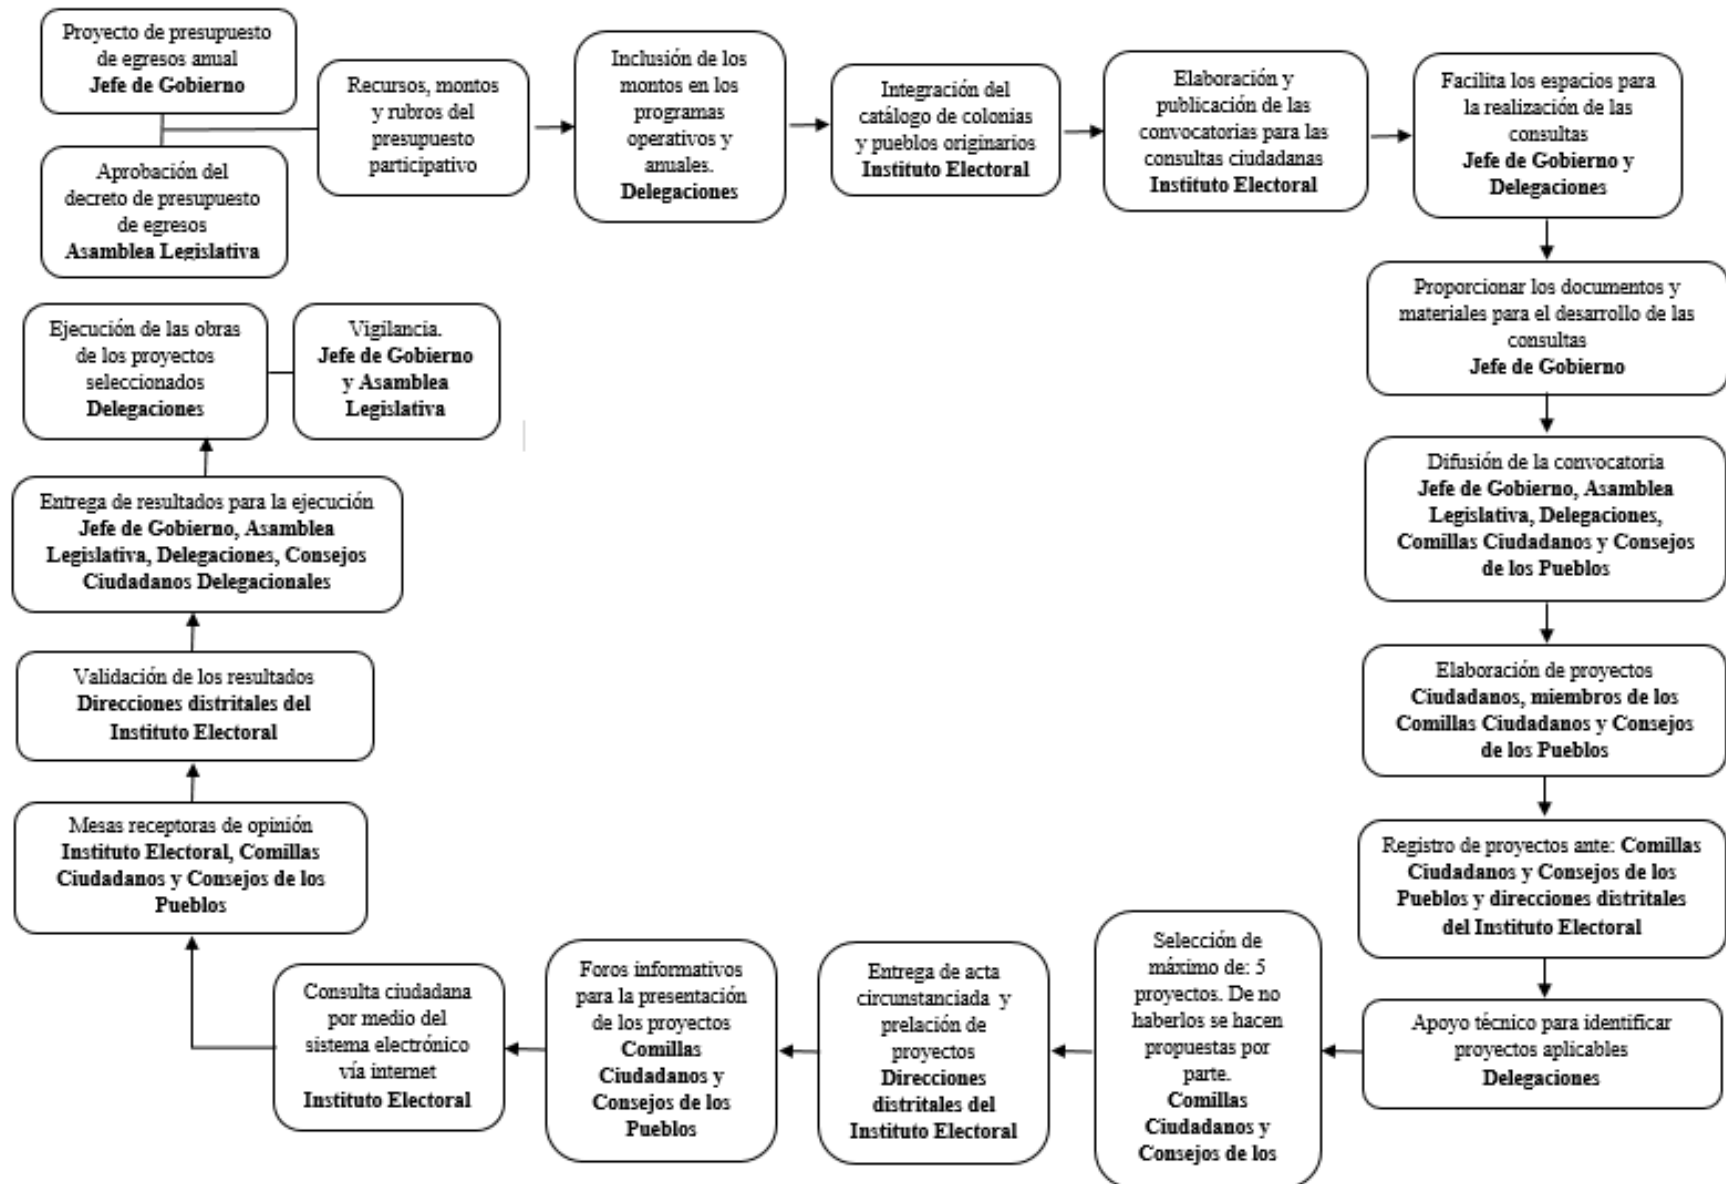 Proyecto de presupuesto
de egresos anual
Jefe de Gobierno
Aprobación del
decreto de presupuesto
de egresos
Asamblea Legislativa
Recursos, montos
y rubros del
presupuesto
participativo
Inclusión de los
montos en los
programas
operativos y
anuales.
Delegaciones
Integración del
catálogo de colonias
y pueblos originarios
Instituto Electoral
Elaboración y
publicación de las
convocatorias para las
consultas ciudadanas
Instituto Electoral
Facilita los espacios para
la realización de las
consultas
Jefe de Gobierno y
Delegaciones
Proporcionar los documentos y
materiales para el desarrollo de las
consultas
Jefe de Gobierno
Difusión de la convocatoria
Jefe de Gobierno, Asamblea
Legislativa, Delegaciones,
Comillas Ciudadanos y Consejos
de los Pueblos
Elaboración de proyectos
Ciudadanos, miembros de los
Comillas Ciudadanos y Consejos
de los Pueblos
Registro de proyectos ante: Comillas
Ciudadanos y Consejos de los
Pueblos y direcciones distritales
del Instituto Electoral
Apoyo técnico para identificar
proyectos aplicables
Delegaciones
Selección de
máximo de: 5
proyectos. De no
haberlos se hacen
propuestas por
parte.
Comillas
Ciudadanos y
Consejos de los
Entrega de acta
circunstanciada y
prelación de
proyectos
Direcciones
distritales del
Instituto Electoral
Foros informativos
para la presentación
de los proyectos
Comillas
Ciudadanos y
Consejos de los
Pueblos
Consulta ciudadana
por medio del
sistema electrónico
vía internet
Instituto Electoral
Mesas receptoras de opinión
Instituto Electoral, Comillas
Ciudadanos y Consejos de los
Pueblos
Validación de los resultados
Direcciones distritales del
Instituto Electoral
Entrega de resultados para la ejecución
Jefe de Gobierno, Asamblea
Legislativa, Delegaciones, Consejos
Ciudadanos Delegacionales
Ejecución de las obras
de los proyectos
seleccionados
Delegaciones
Vigilancia.
Jefe de Gobierno
y Asamblea
Legislativa